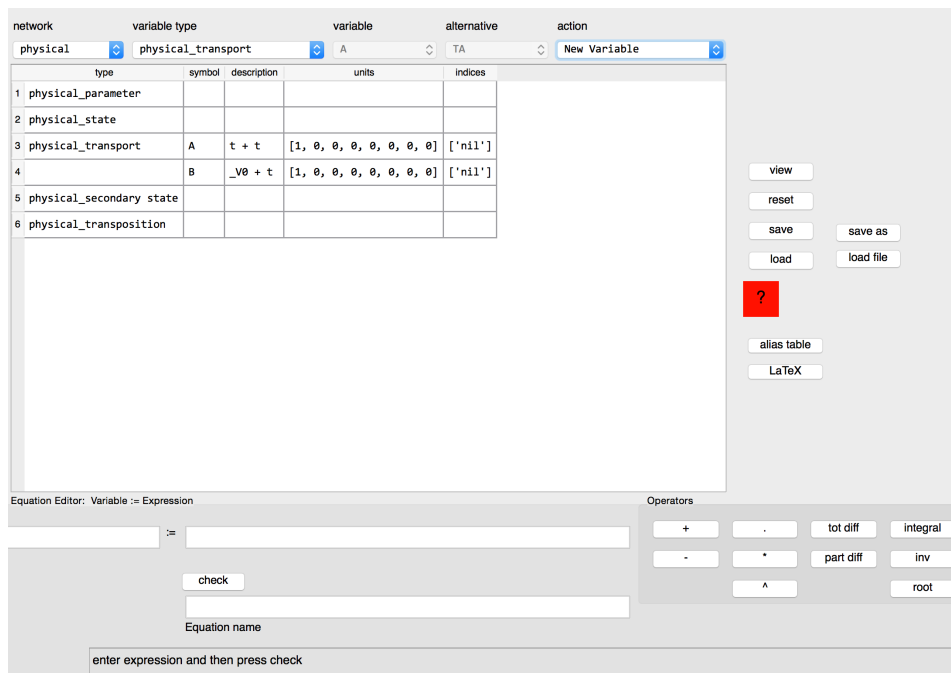 network variable type variable alternative action
physical physical_transport A TA New Variable
type symbol description units indices
1 physical_parameter
2 physical_state
3 physical_transport A t + t [1, 0, 0, 0, 0, 0, 0, 0] ['nil']
4 B _V0 + t [1, 0, 0, 0, 0, 0, 0, 0] ['nil']
5 physical_secondary state
6 physical_transposition
view
reset
save save as
load load file
?
alias table
LaTeX
Equation Editor: Variable := Expression Operators
:= + . tot diff integral
- * part diff inv
check ^ root
Equation name
enter expression and then press check